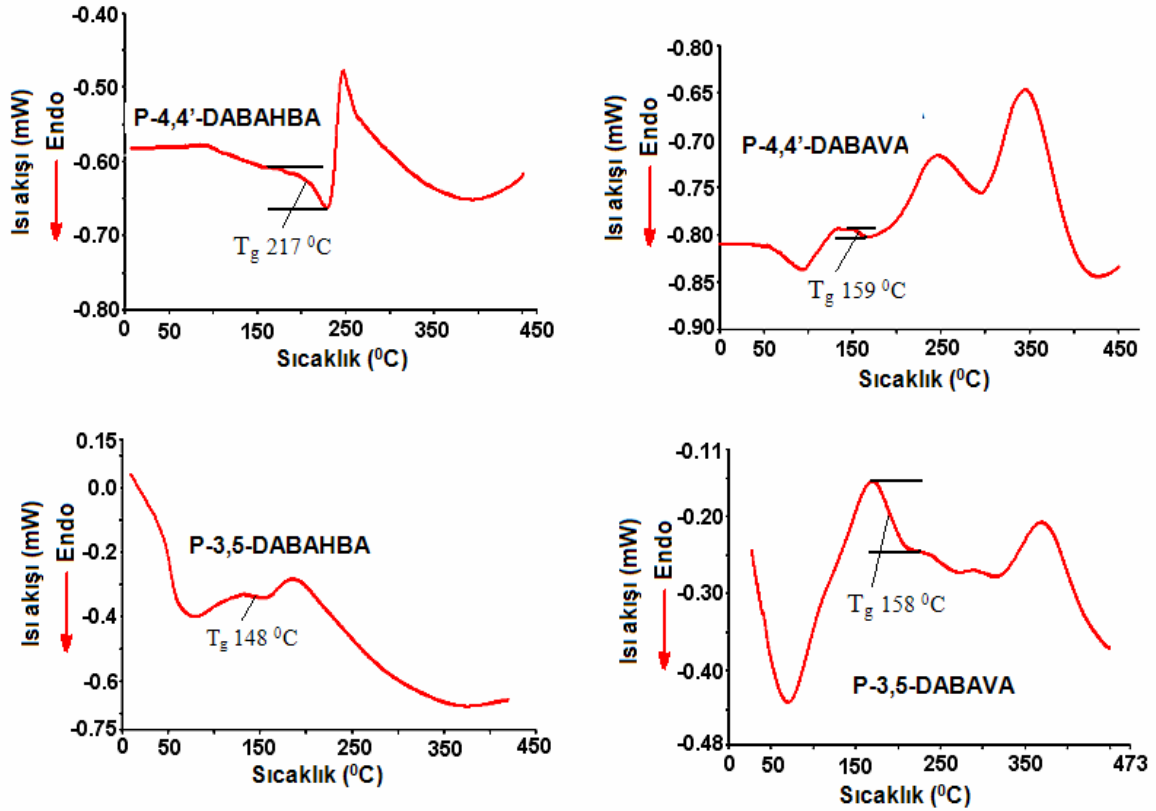 -0.40
-0.50
-0.60
-0.70
-0.80
Isı akışı (mW)
Endo
P-4,4'-DABAHBA
Tg 217 ⁰C
0 50 150 250 350 450
Sıcaklık (⁰C)
-0.80
-0.65
-0.70
-0.75
-0.80
-0.85
-0.90
Isı akışı (mW)
Endo
P-4,4'-DABAVA
Tg 159 ⁰C
0 50 150 250 350 450
Sıcaklık (⁰C)
0.15
0.0
-0.2
-0.4
-0.6
-0.75
Isı akışı (mW)
Endo
P-3,5-DABAHBA
Tg 148 ⁰C
0 50 150 250 350 450
Sıcaklık (⁰C)
-0.11
-0.20
-0.30
-0.40
-0.48
Isı akışı (mW)
Endo
Tg 158 ⁰C
P-3,5-DABAVA
0 50 150 250 350 473
Sıcaklık (⁰C)